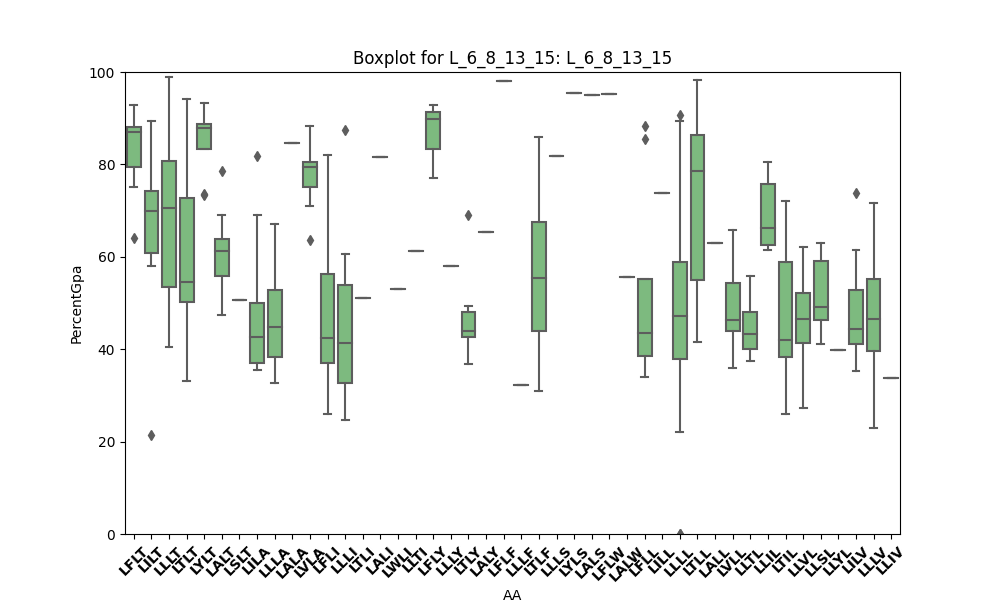 Boxplot for L_6_8_13_15: L_6_8_13_15
PercentGpa
100
80
60
40
20
0
LFLT LILT LLLT LTLT LYLT LALT LSLT LILA LLLA LALA LVLA LFLI LLLI LTLI LALI LWLI LLTI LFLY LLLY LTLY LALY LFLF LLLF LTLF LLLS LYLS LALS LFLW LALW LFLL LILL LLLL LTLL LALL LVLL LLTL LLIL LTIL LLVL LLSL LLYL LILV LLLV LLIV
AA